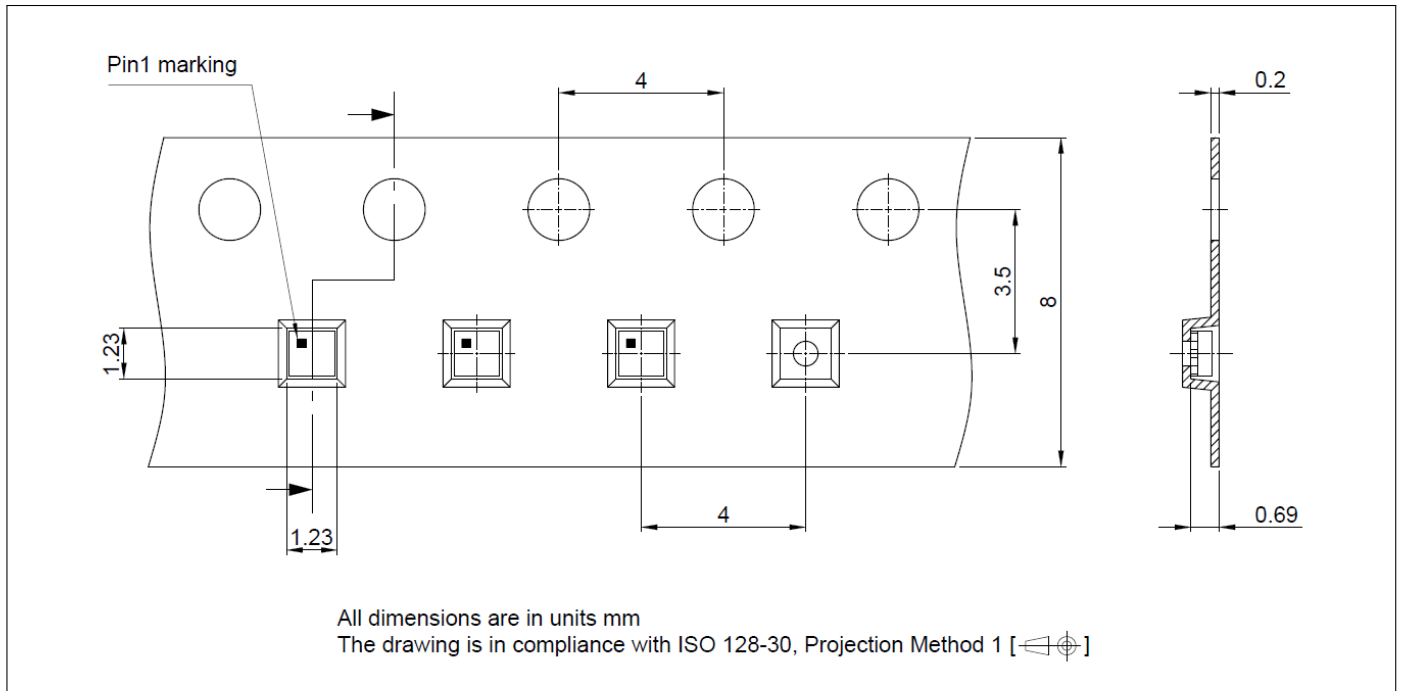 Pin1 marking
4
0.2
3.5
8
1.23
1.23
4
0.69
All dimensions are in units mm
The drawing is in compliance with ISO 128-30, Projection Method 1 [ ]